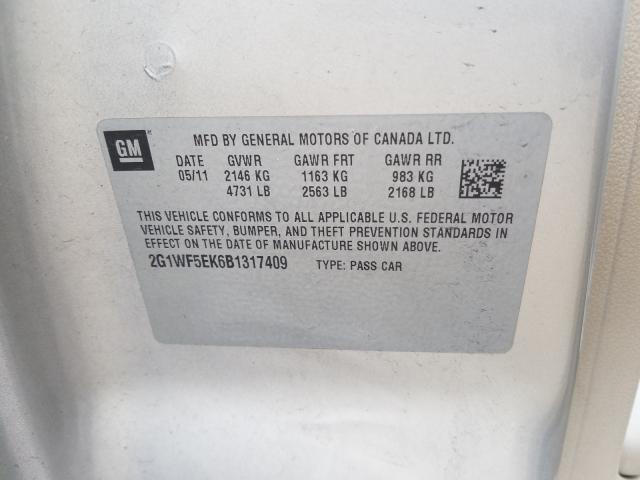 GM
MFD BY GENERAL MOTORS OF CANADA LTD.
DATE GVWR GAWR FRT GAWR RR
05/11 2146 KG 1163 KG 983 KG
4731 LB 2563 LB 2168 LB
THIS VEHICLE CONFORMS TO ALL APPLICABLE U.S. FEDERAL MOTOR
VEHICLE SAFETY, BUMPER, AND THEFT PREVENTION STANDARDS IN
EFFECT ON THE DATE OF MANUFACTURE SHOWN ABOVE.
2G1WF5EK6B1317409 TYPE: PASS CAR